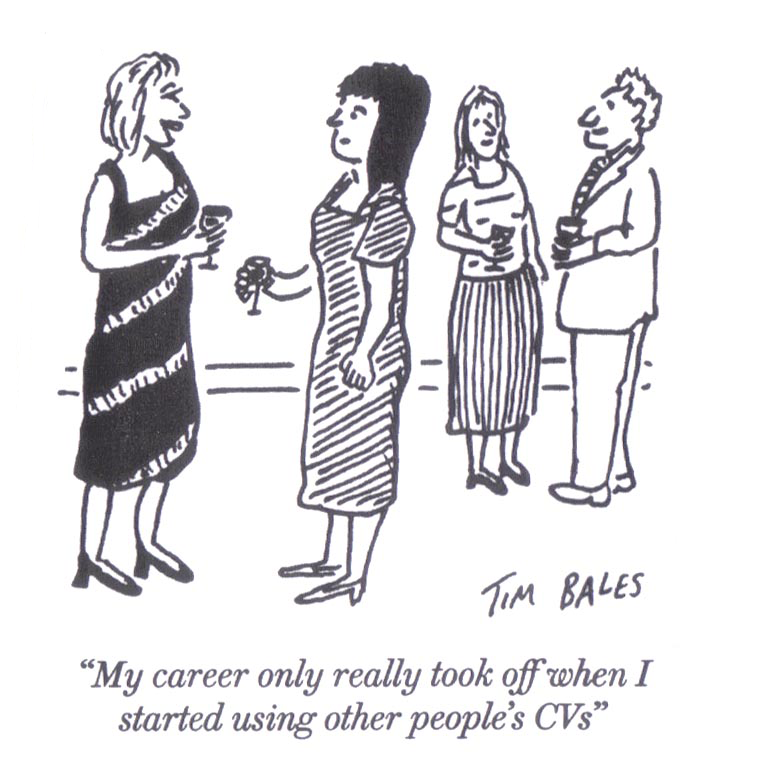 TIM BALES
“My career only really took off when I
started using other people’s CVs”